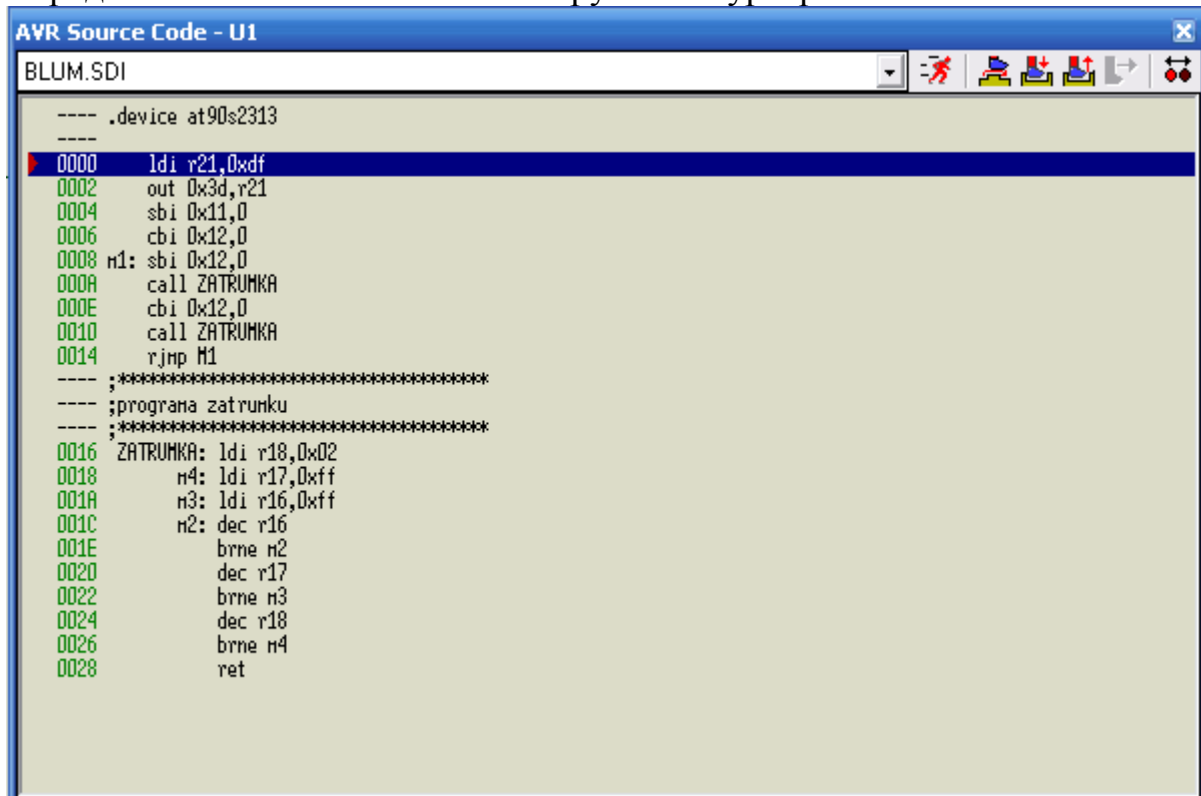 AVR Source Code - U1
BLUM.SDI
---- .device at90s2313
----
0000 ldi r21,0xdf
0002 out 0x3d,r21
0004 sbi 0x11,0
0006 cbi 0x12,0
0008 m1: sbi 0x12,0
000A call ZATRUMKA
000E cbi 0x12,0
0010 call ZATRUMKA
0014 rjmp M1
---- ;***********************************
---- ;programa zatrumku
---- ;***********************************
0016 ZATRUMKA: ldi r18,0x02
0018 m4: ldi r17,0xff
001A m3: ldi r16,0xff
001C m2: dec r16
001E brne m2
0020 dec r17
0022 brne m3
0024 dec r18
0026 brne m4
0028 ret